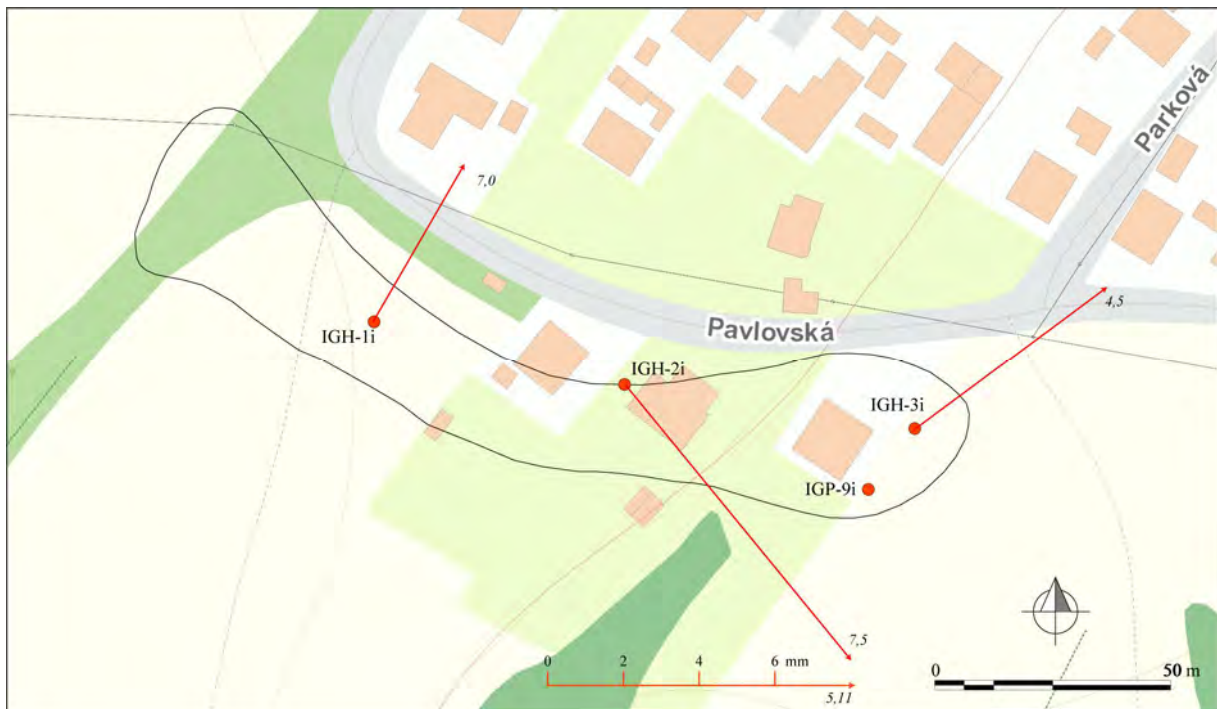 Parková
7,0
IGH-1i
Pavlovská
4,5
IGH-2i
IGH-3i
IGP-9i
7,5
0 2 4 6 mm
5,11
0 50 m